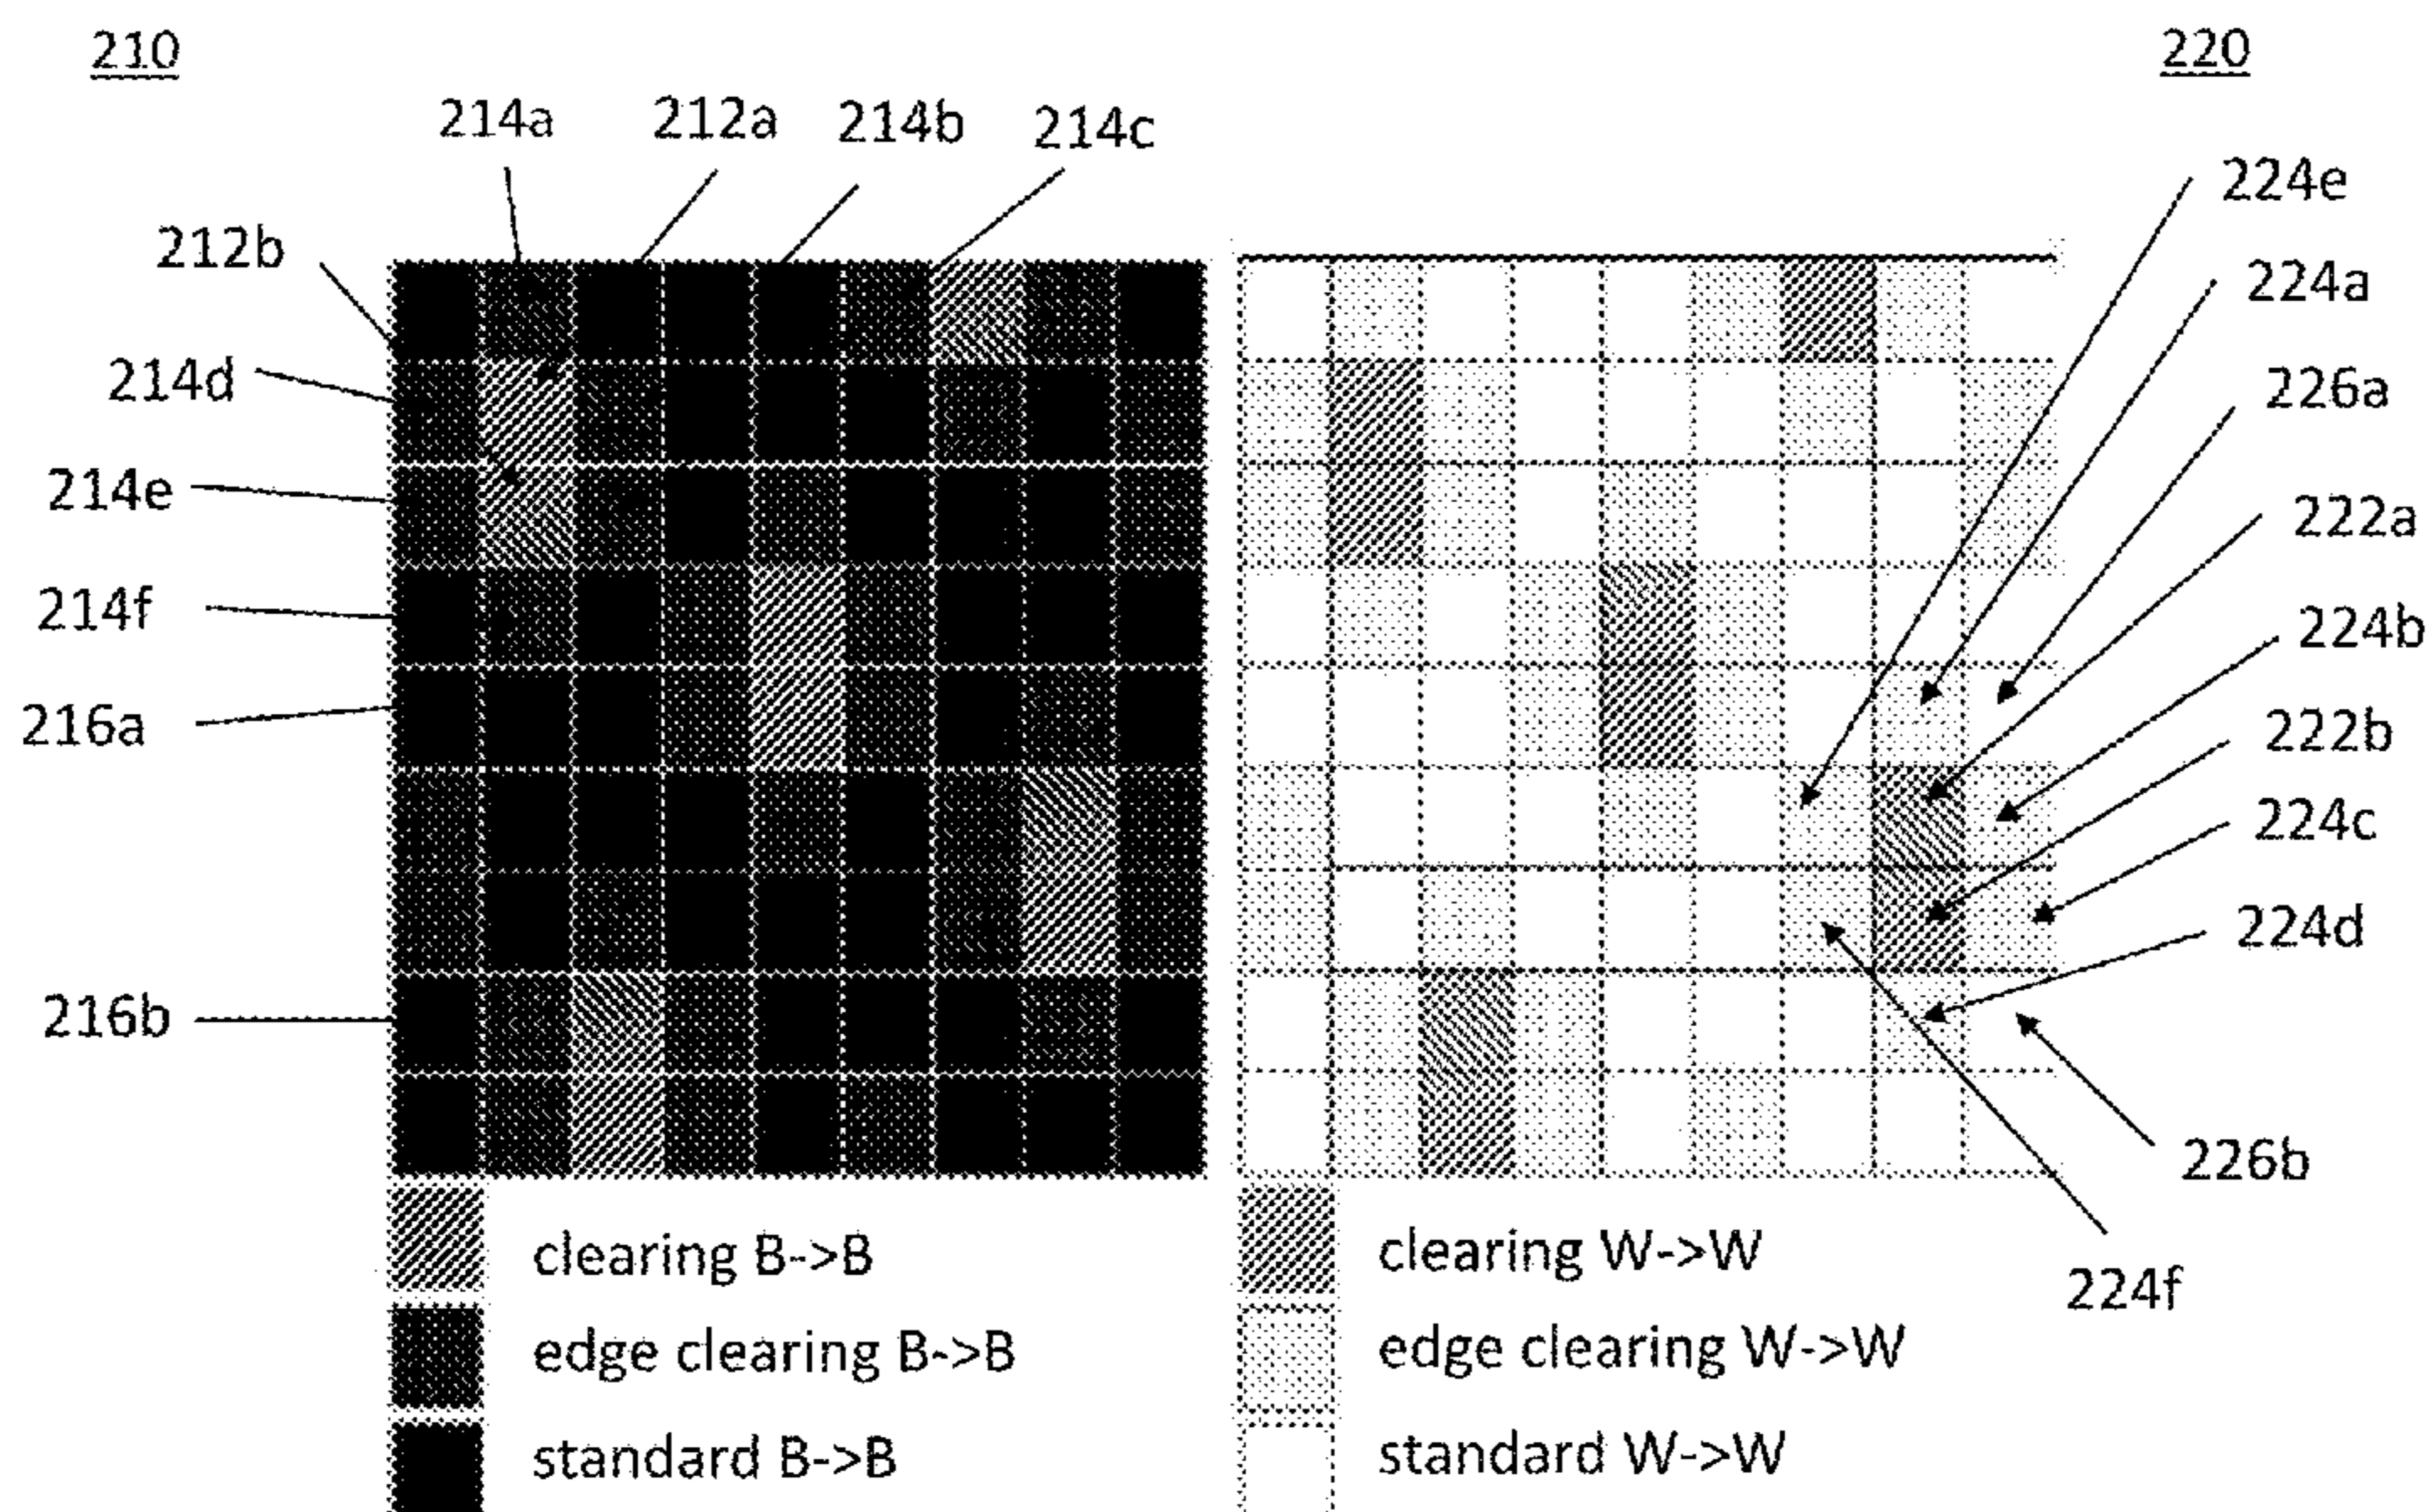 210
220
214a
212a
214b
214c
224e
212b
224a
214d
226a
214e
222a
214f
224b
216a
222b
224c
224d
216b
226b
224f
clearing B->B
clearing W->W
edge clearing B->B
edge clearing W->W
standard B->B
standard W->W